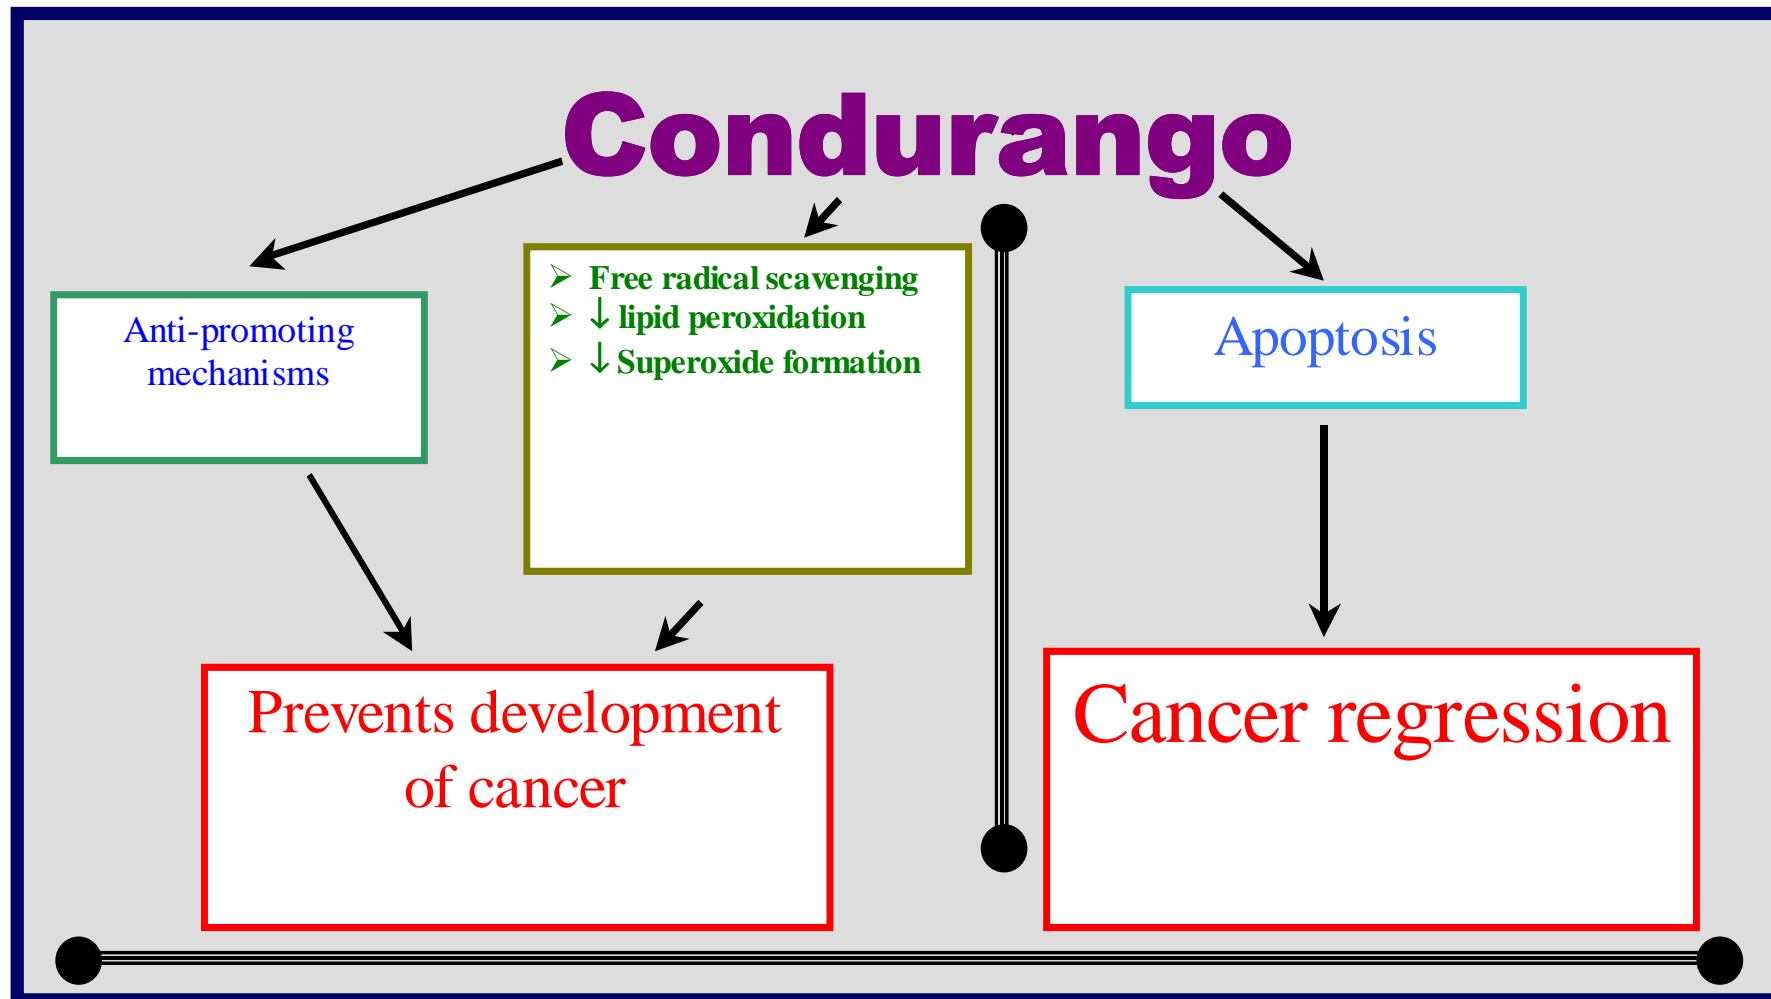 Condurango
Anti-promoting
mechanisms
➢ Free radical scavenging
➢ ↓ lipid peroxidation
➢ ↓ Superoxide formation
Apoptosis
Prevents development
of cancer
Cancer regression